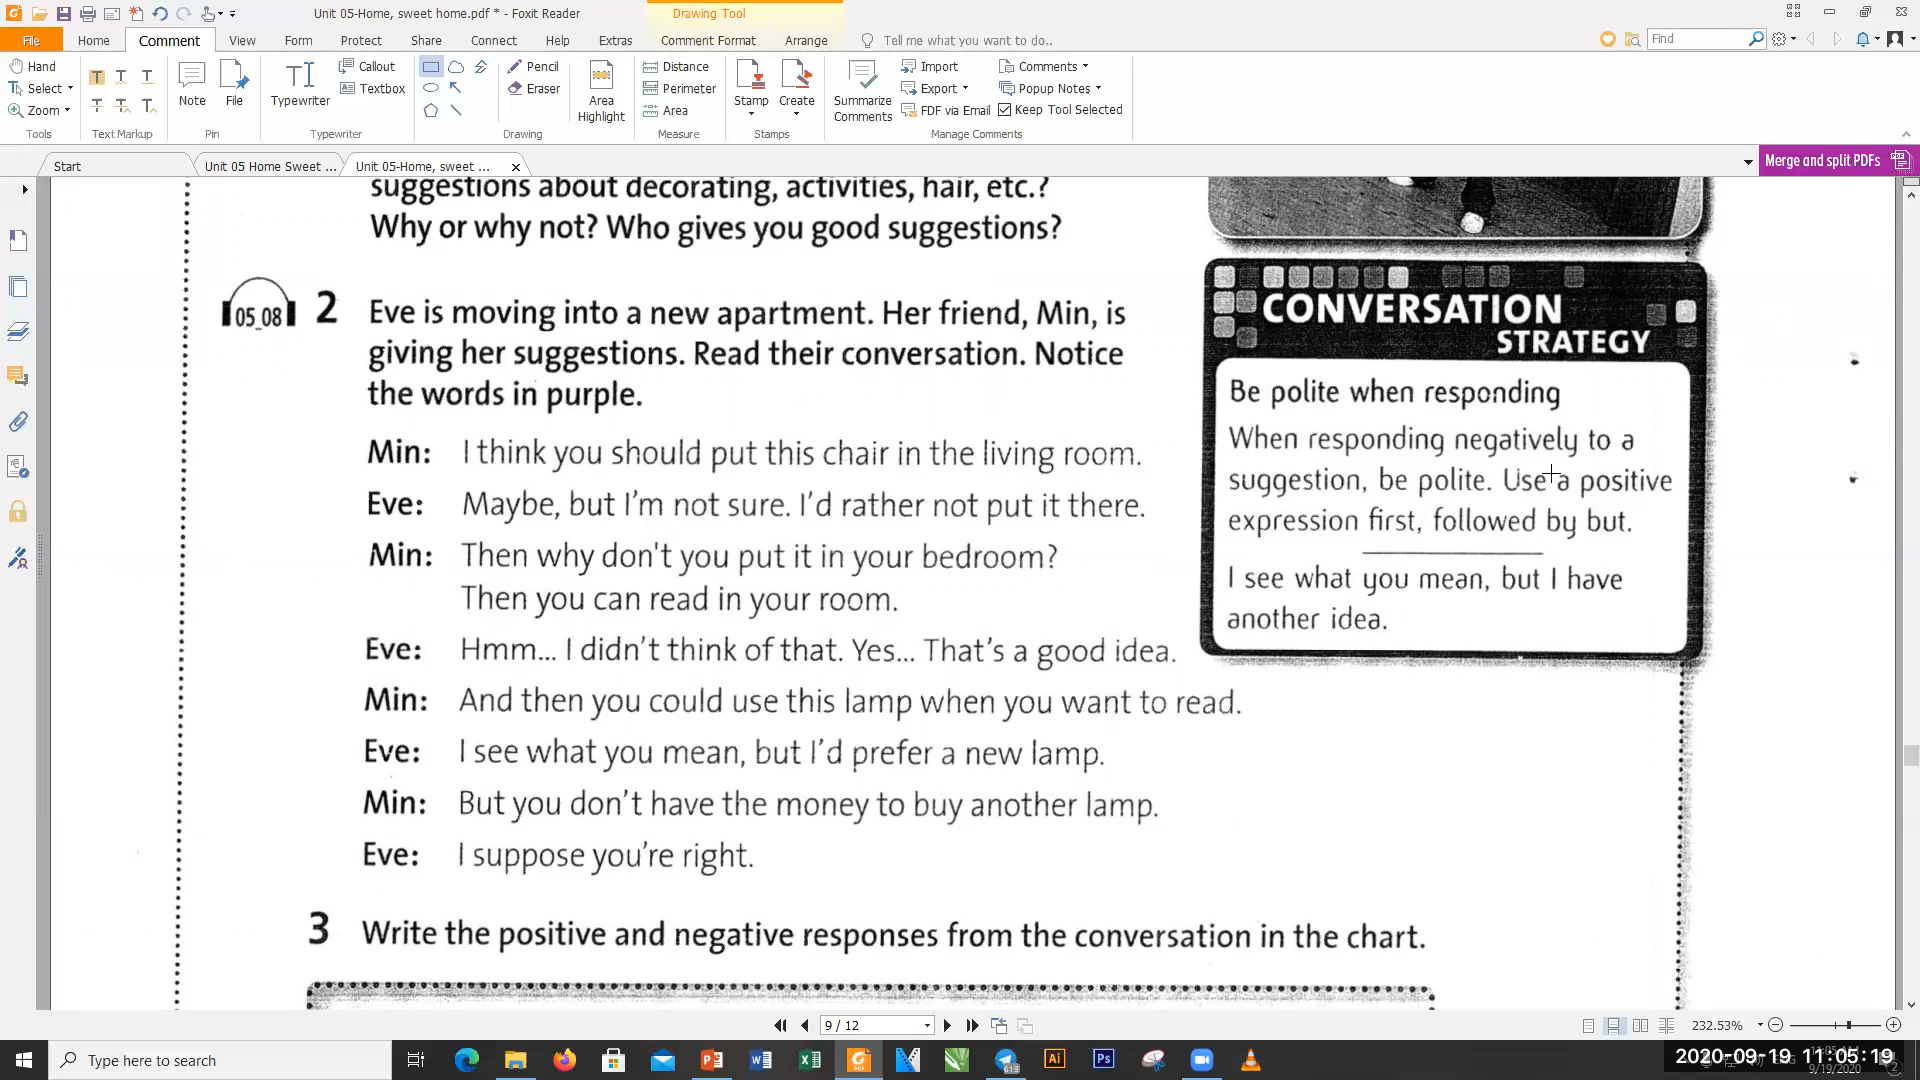 Unit 05-Home, sweet home.pdf * - Foxit Reader
Drawing Tool
File Home Comment View Form Protect Share Connect Help Extras Comment Format Arrange Tell me what you want to do.. Find
Hand
Select
Zoom
Tools
Text Markup
Note
File
Pin
Typewriter
Callout
Textbox
Typewriter
Pencil
Eraser
Area
Highlight
Drawing
Distance
Perimeter
Area
Measure
Stamp
Create
Stamps
Summarize
Comments
Import
Export
FDF via Email
Comments
Popup Notes
Keep Tool Selected
Manage Comments
Start
Unit 05 Home Sweet ...
Unit 05-Home, sweet ...
Merge and split PDFs
suggestions about decorating, activities, hair, etc.?
Why or why not? Who gives you good suggestions?
05_08
2 Eve is moving into a new apartment. Her friend, Min, is
giving her suggestions. Read their conversation. Notice
the words in purple.
Min: I think you should put this chair in the living room.
Eve: Maybe, but I'm not sure. I'd rather not put it there.
Min: Then why don't you put it in your bedroom?
Then you can read in your room.
Eve: Hmm... I didn't think of that. Yes... That's a good idea.
Min: And then you could use this lamp when you want to read.
Eve: I see what you mean, but I'd prefer a new lamp.
Min: But you don't have the money to buy another lamp.
Eve: I suppose you're right.
CONVERSATION
STRATEGY
Be polite when responding
When responding negatively to a
suggestion, be polite. Use a positive
expression first, followed by but.
I see what you mean, but I have
another idea.
3 Write the positive and negative responses from the conversation in the chart.
9 / 12
232.53%
Type here to search
619
2020-09-19 11:05:19
9/19/2020